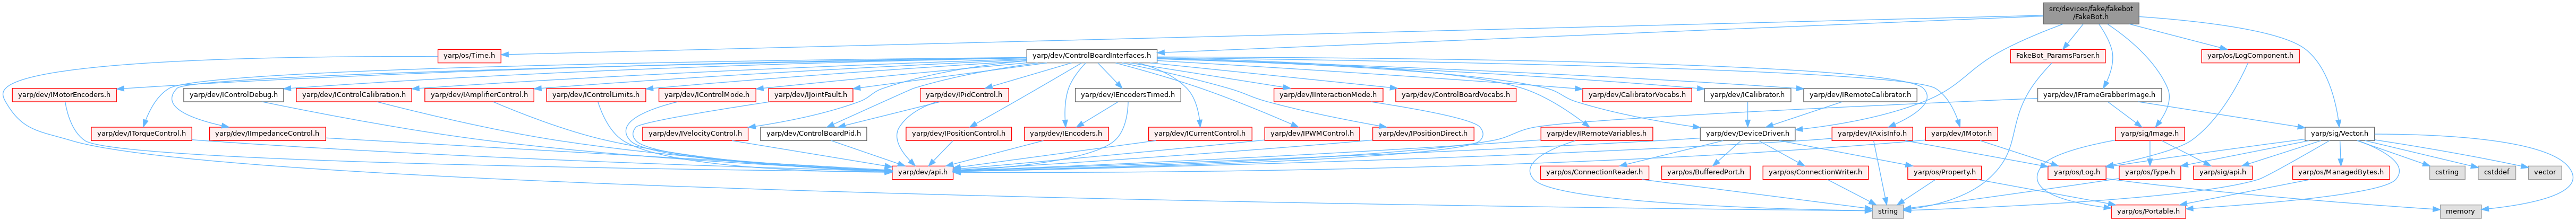 src/devices/fake/fakebot
/FakeBot.h
yarp/os/Time.h
yarp/dev/ControlBoardInterfaces.h
FakeBot_ParamsParser.h
yarp/os/LogComponent.h
yarp/dev/IMotorEncoders.h
yarp/dev/IControlDebug.h
yarp/dev/IControlCalibration.h
yarp/dev/IAmplifierControl.h
yarp/dev/IControlLimits.h
yarp/dev/IControlMode.h
yarp/dev/IJointFault.h
yarp/dev/IPidControl.h
yarp/dev/IEncodersTimed.h
yarp/dev/IInteractionMode.h
yarp/dev/ControlBoardVocabs.h
yarp/dev/CalibratorVocabs.h
yarp/dev/ICalibrator.h
yarp/dev/IRemoteCalibrator.h
yarp/dev/IFrameGrabberImage.h
yarp/dev/ITorqueControl.h
yarp/dev/IImpedanceControl.h
yarp/dev/IVelocityControl.h
yarp/dev/ControlBoardPid.h
yarp/dev/IPositionControl.h
yarp/dev/IEncoders.h
yarp/dev/ICurrentControl.h
yarp/dev/IPWMControl.h
yarp/dev/IPositionDirect.h
yarp/dev/IRemoteVariables.h
yarp/dev/DeviceDriver.h
yarp/dev/IAxisInfo.h
yarp/dev/IMotor.h
yarp/sig/Image.h
yarp/sig/Vector.h
yarp/dev/api.h
yarp/os/ConnectionReader.h
yarp/os/BufferedPort.h
yarp/os/ConnectionWriter.h
yarp/os/Property.h
yarp/os/Log.h
yarp/os/Type.h
yarp/sig/api.h
yarp/os/ManagedBytes.h
cstring
cstddef
vector
string
yarp/os/Portable.h
memory